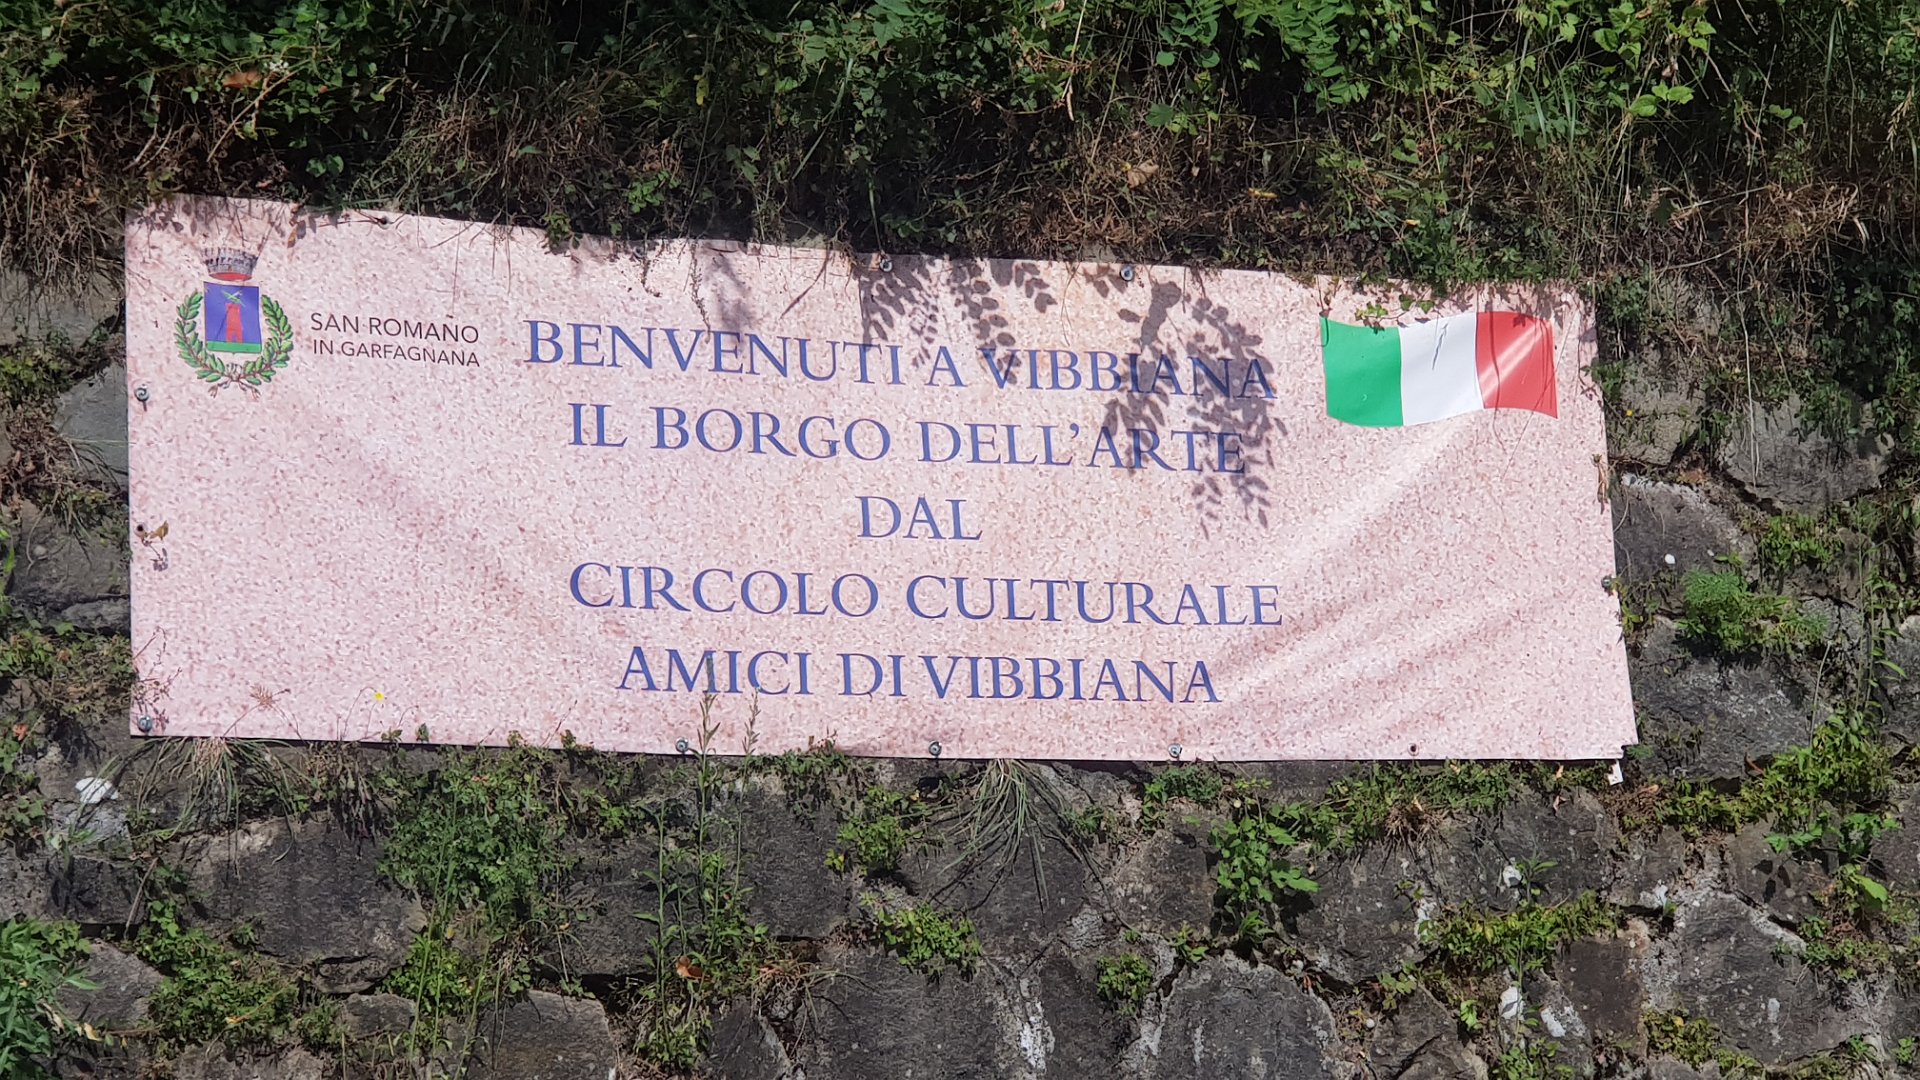 SAN ROMANO
IN GARFAGNANA
BENVENUTI A VIBBIANA
IL BORGO DELL'ARTE
DAL
CIRCOLO CULTURALE
AMICI DI VIBBIANA